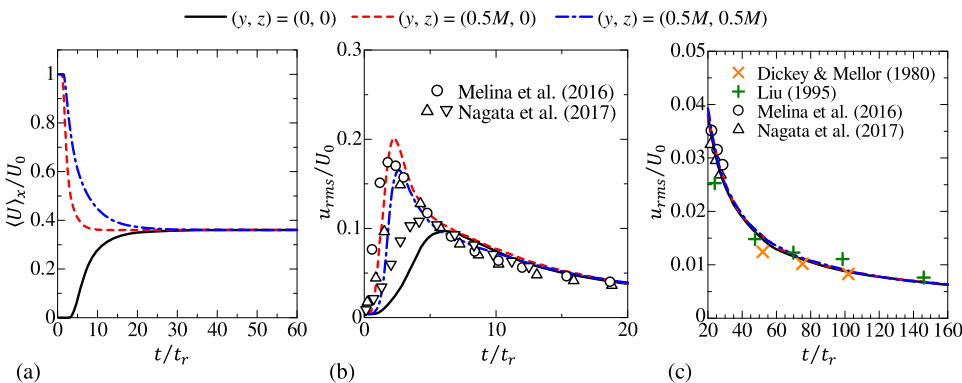 (y, z) = (0, 0) (y, z) = (0.5M, 0) (y, z) = (0.5M, 0.5M)
⟨U⟩ₓ/U₀
1
0.8
0.6
0.4
0.2
0
0 10 20 30 40 50 60
t/tᵣ
(a)
uᵣₘₛ/U₀
0.3
0.2
0.1
0
0 5 10 15 20
t/tᵣ
Melina et al. (2016)
Nagata et al. (2017)
(b)
uᵣₘₛ/U₀
0.05
0.04
0.03
0.02
0.01
0
20 40 60 80 100 120 140 160
t/tᵣ
Dickey & Mellor (1980)
Liu (1995)
Melina et al. (2016)
Nagata et al. (2017)
(c)